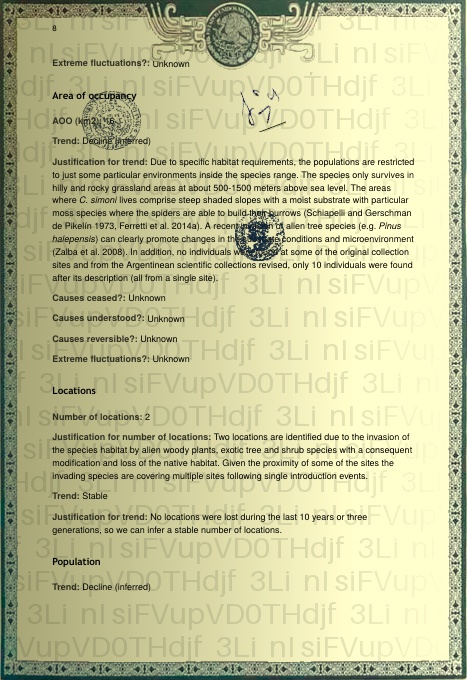 8
Extreme fluctuations?: Unknown
Area of occupancy
AOO (km2): 16
Trend: Decline (inferred)
Justification for trend: Due to specific habitat requirements, the populations are restricted
to just some particular environments inside the species range. The species only survives in
hilly and rocky grassland areas at about 500-1500 meters above sea level. The areas
where C. simoni lives comprise steep shaded slopes with a moist substrate with particular
moss species where the spiders are able to build their burrows (Schiapelli and Gerschman
de Pikelin 1973, Ferretti et al. 2014a). A recent of alien tree species (e.g. Pinus
halepensis) can clearly promote changes in the conditions and microenvironment
(Zalba et al. 2008). In addition, no individuals at some of the original collection
sites and from the Argentinean scientific collections revised, only 10 individuals were found
after its description (all from a single site).
Causes ceased?: Unknown
Causes understood?: Unknown
Causes reversible?: Unknown
Extreme fluctuations?: Unknown
Locations
Number of locations: 2
Justification for number of locations: Two locations are identified due to the invasion of
the species habitat by alien woody plants, exotic tree and shrub species with a consequent
modification and loss of the native habitat. Given the proximity of some of the sites the
invading species are covering multiple sites following single introduction events.
Trend: Stable
Justification for trend: No locations were lost during the last 10 years or three
generations, so we can infer a stable number of locations.
Population
Trend: Decline (inferred)